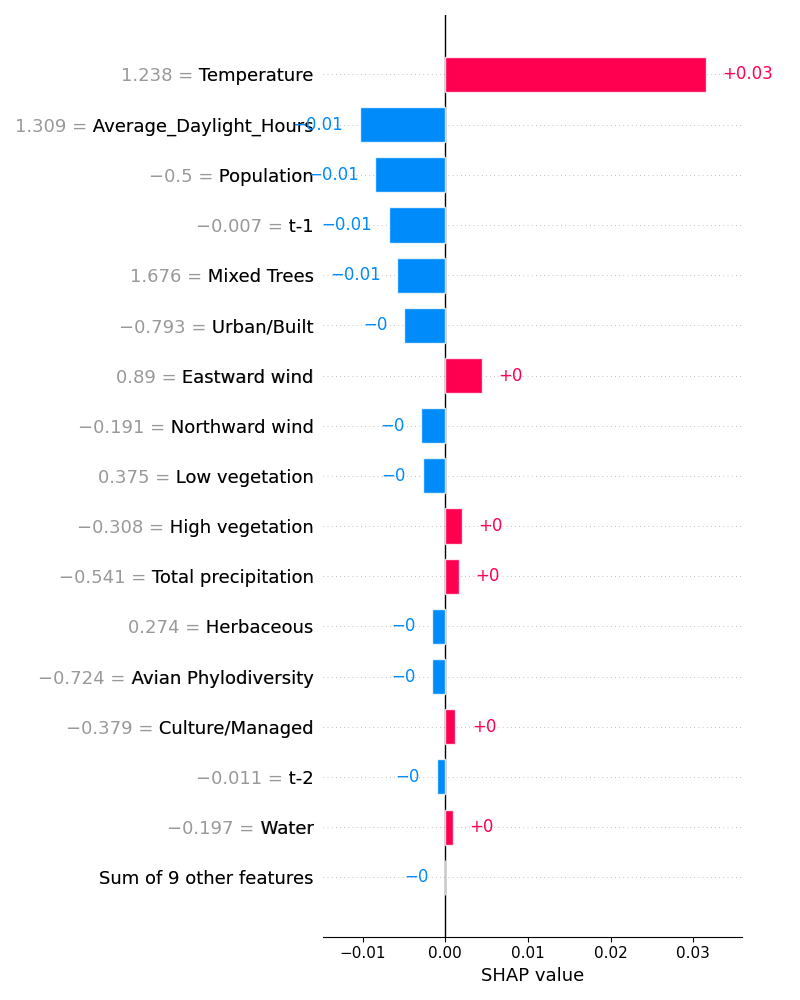 1.238 = Temperature +0.03
1.309 = Average_Daylight_Hours −0.01
−0.5 = Population −0.01
−0.007 = t-1 −0.01
1.676 = Mixed Trees −0.01
−0.793 = Urban/Built −0
0.89 = Eastward wind +0
−0.191 = Northward wind −0
0.375 = Low vegetation −0
−0.308 = High vegetation +0
−0.541 = Total precipitation +0
0.274 = Herbaceous −0
−0.724 = Avian Phylodiversity −0
−0.379 = Culture/Managed +0
−0.011 = t-2 −0
−0.197 = Water +0
Sum of 9 other features −0
−0.01 0.00 0.01 0.02 0.03
SHAP value